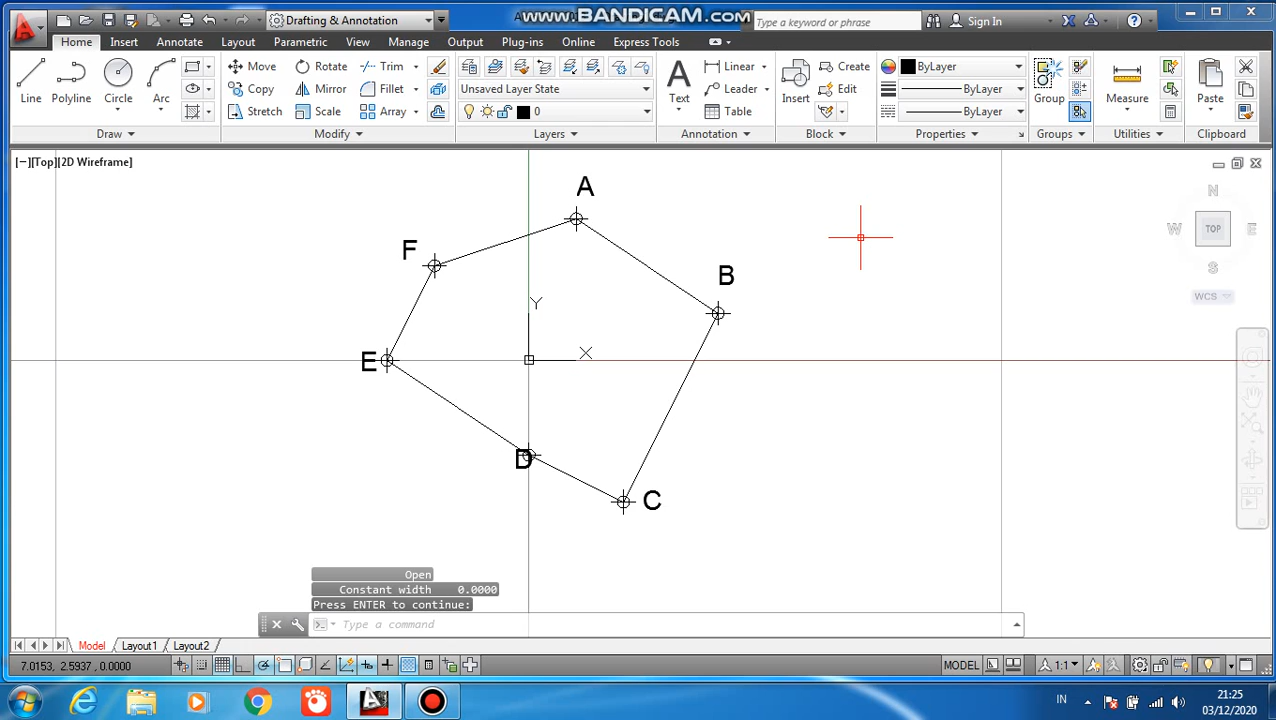 Drafting & Annotation
WWW.BANDICAM.COM
Type a keyword or phrase
Sign In
Home Insert Annotate Layout Parametric View Manage Output Plug-ins Online Express Tools
Move Rotate Trim
Unsaved Layer State
Linear
Create
ByLayer
Line Polyline Circle Arc
Copy Mirror Fillet
Text
Leader
Insert
Edit
ByLayer
Group
Measure
Paste
Stretch Scale Array
0
Table
ByLayer
Draw Modify Layers Annotation Block Properties Groups Utilities Clipboard
[−][Top][2D Wireframe]
N
W TOP E
S
WCS
A
F
B
Y
X
E
D
C
Open
Constant width 0.0000
Press ENTER to continue:
Type a command
Model Layout1 Layout2
7.0153, 2.5937 , 0.0000
MODEL
1:1
IN
21:25
03/12/2020